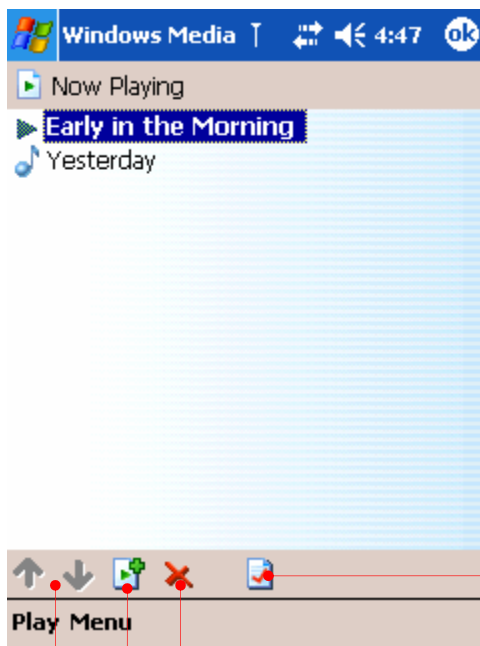 Windows Media 4:47 ok
Now Playing
Early in the Morning
Yesterday
Play Menu